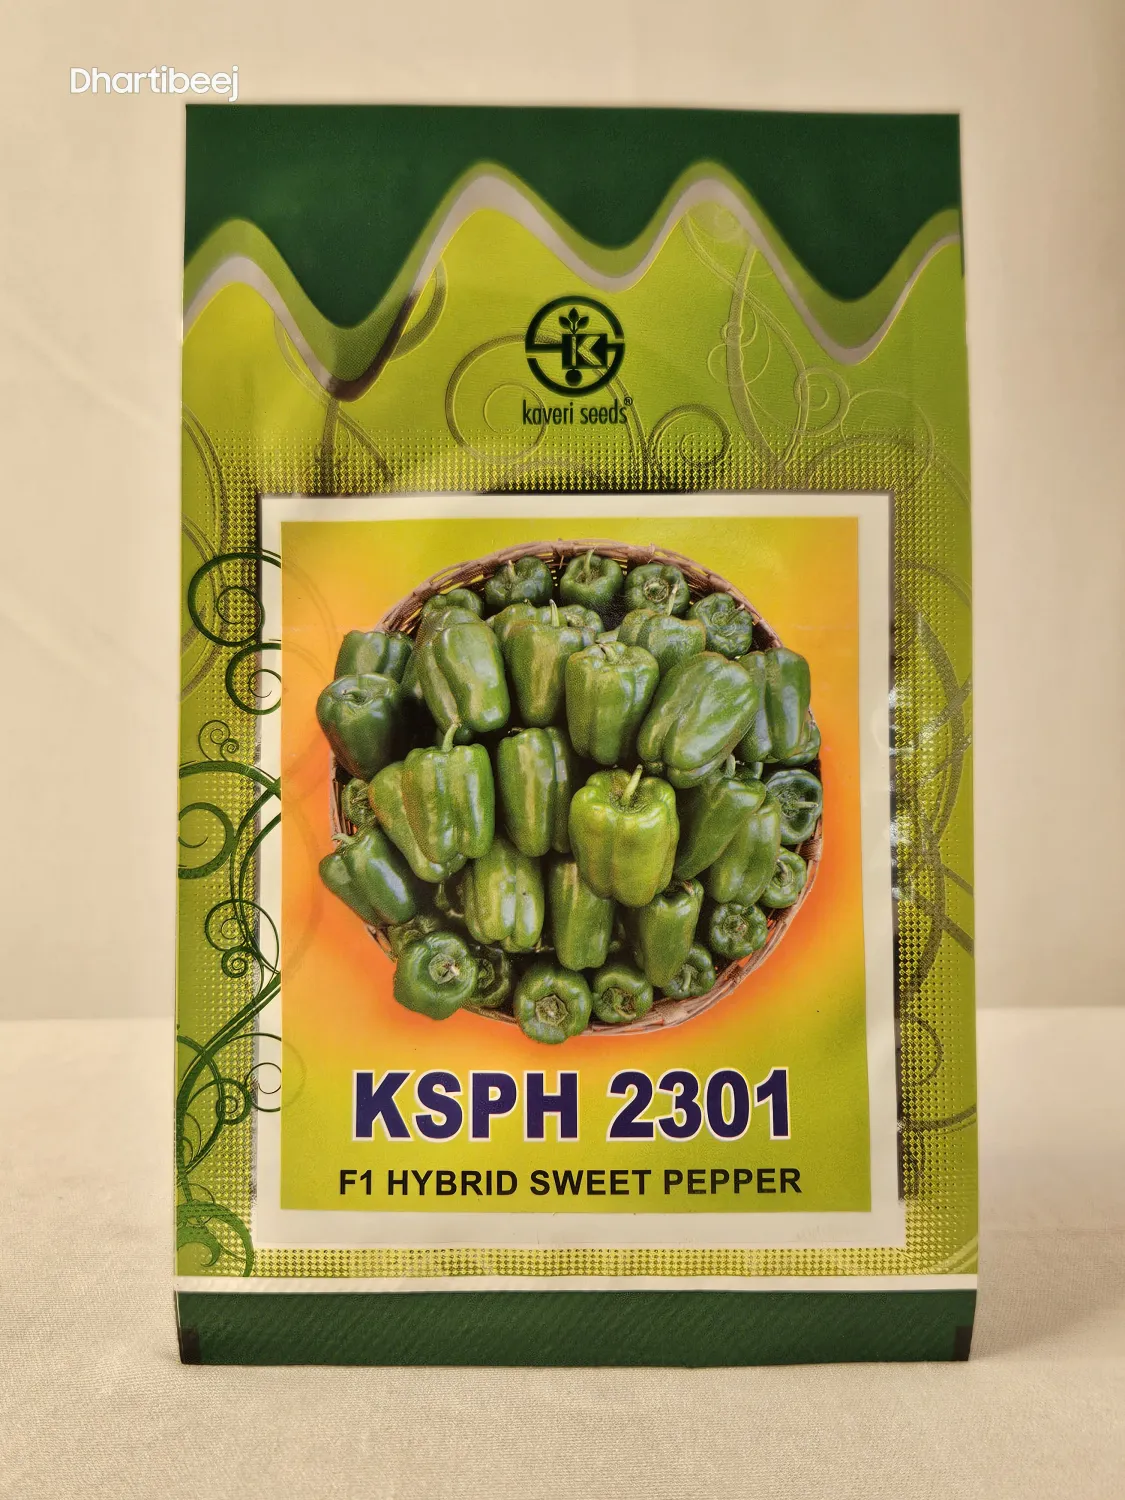 Dhartibeej
K
kaveri seeds®
KSPH 2301
F1 HYBRID SWEET PEPPER